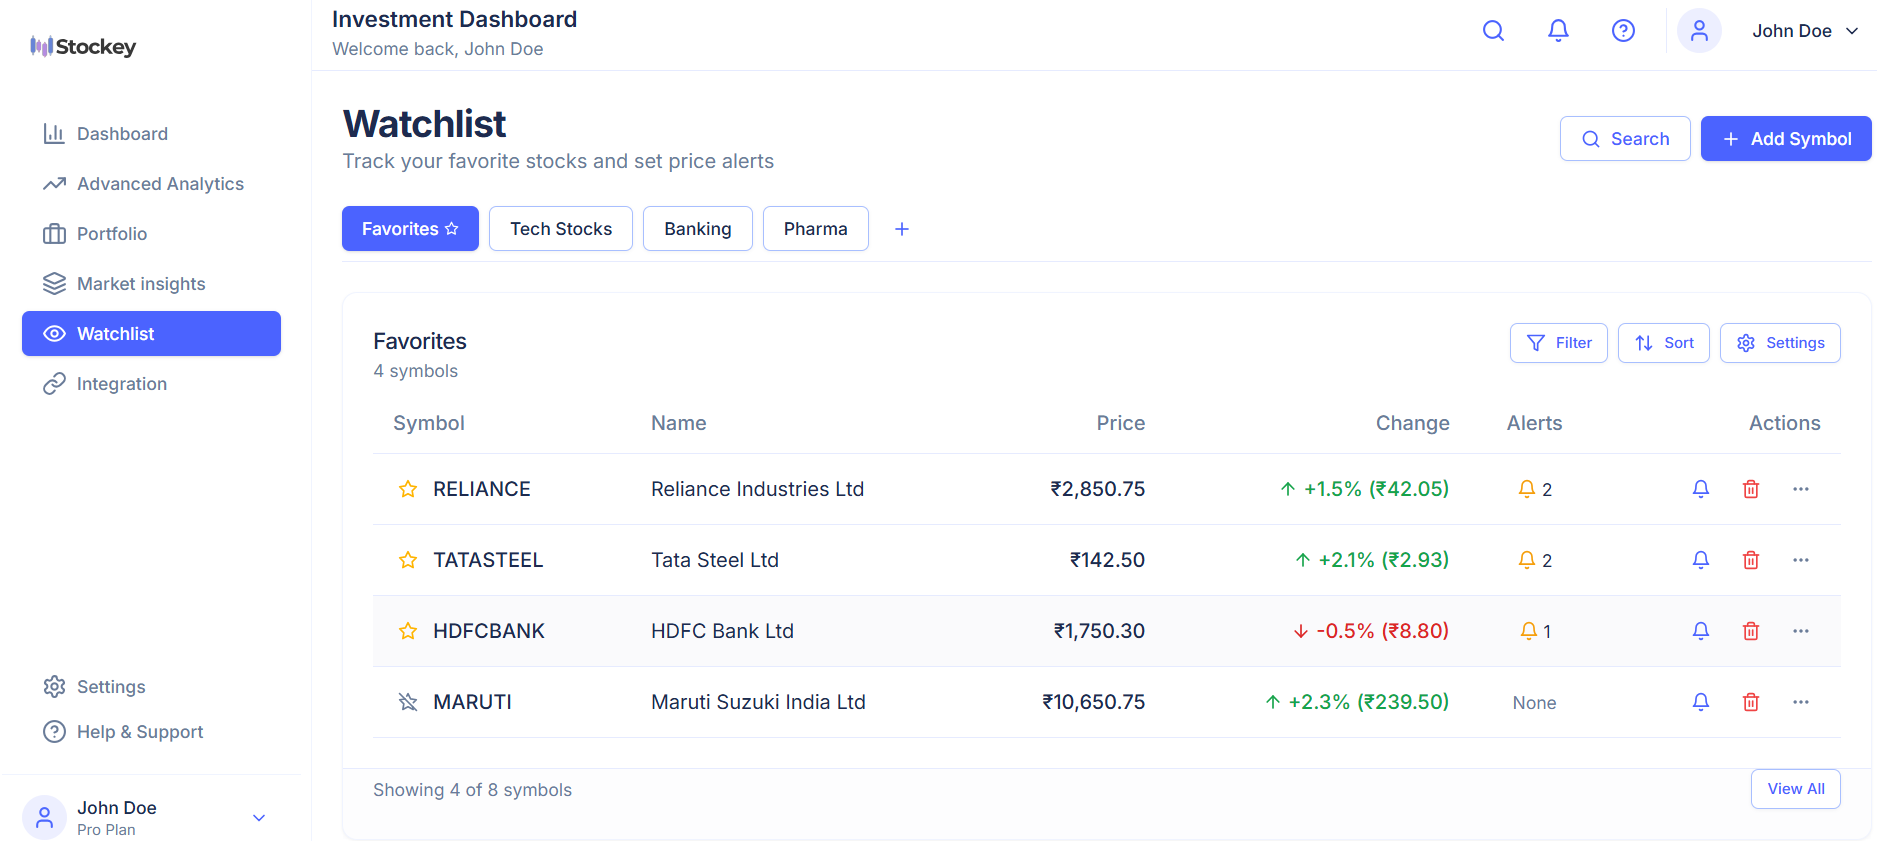 Stockey
Dashboard
Advanced Analytics
Portfolio
Market insights
Watchlist
Integration
Settings
Help & Support
John Doe
Pro Plan
Investment Dashboard
Welcome back, John Doe
John Doe
Watchlist
Track your favorite stocks and set price alerts
Search
Add Symbol
Favorites
Tech Stocks
Banking
Pharma
Favorites
4 symbols
Filter
Sort
Settings
Symbol Name Price Change Alerts Actions
RELIANCE Reliance Industries Ltd ₹2,850.75 +1.5% (₹42.05) 2
TATASTEEL Tata Steel Ltd ₹142.50 +2.1% (₹2.93) 2
HDFCBANK HDFC Bank Ltd ₹1,750.30 -0.5% (₹8.80) 1
MARUTI Maruti Suzuki India Ltd ₹10,650.75 +2.3% (₹239.50) None
Showing 4 of 8 symbols
View All